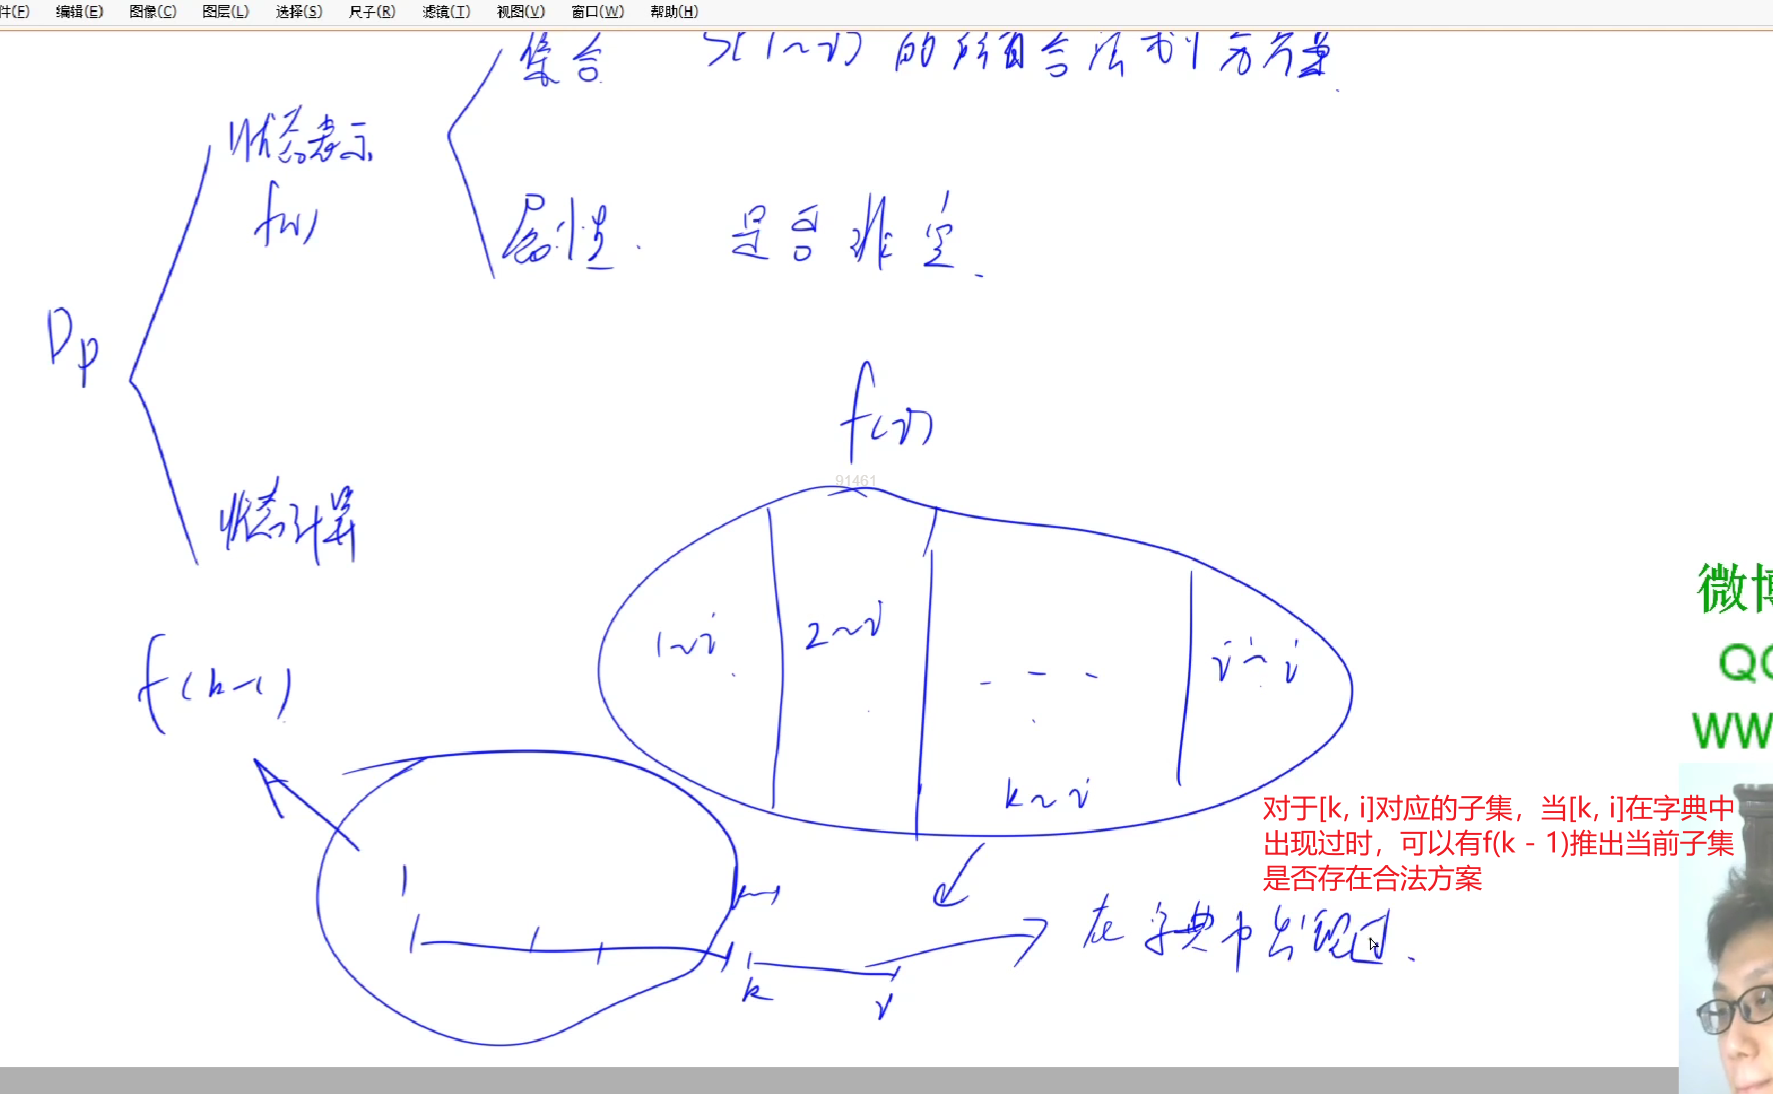 件(F) 编辑(E) 图像(C) 图层(L) 选择(S) 尺子(R) 滤镜(T) 视图(V) 窗口(W) 帮助(H)
集合 S(1~i) 的所有合法划分方案.
状态表示
f(i)
属性. 是否非空.
Dp
f(i)
91461
状态计算
1~i 2~i --- i~i
f(k-1)
k~i
对于[k, i]对应的子集，当[k, i]在字典中
出现过时，可以有f(k - 1)推出当前子集
是否存在合法方案
在字典中出现过.
k i
微博
QQ
WW